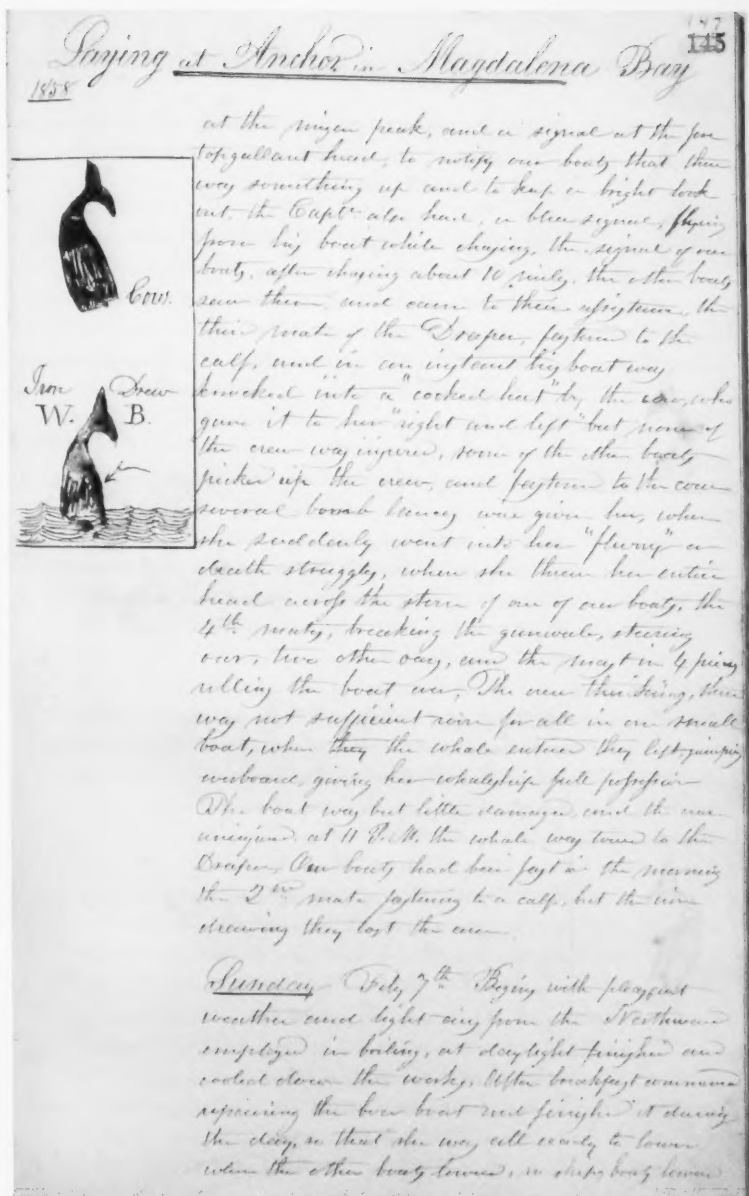 147
145
Laying at Anchor in Magdalena Bay
1858
at the mizen peak, and a signal at the fore
topgallant head, to notify our boats that there
was something up and to keep a bright look
out, the Capt. also had, a blue signal, flying
from his boat while chasing, the signal of our
boats, after chasing about 10 miles, the other boats
saw them, and came to their assistance, the
third mate of the Draper, fastened to the
calf, and in an instant his boat was
knocked into a "cocked hat" by the cow, who
gave it to her "right and left" but none of
the crew was injured, some of the other boats
picked up the crew, and fastened to the cow
several bomb lances was given her, when
she suddenly went into her "flurry" or
death struggles, when she threw her entire
head across the stern of one of our boats, the
4th mates, breaking the gunwale, steering
oar, two other oars, and the mast in 4 pieces
rolling the boat over, The crew thinking, there
was not sufficient room for all in one small
boat, when they the whale entered they left jumping
overboard, giving her whaleship full possession
The boat was but little damaged, and the crew
uninjured. at 11 P.M. the whale was towed to the
Draper, Our boats had been fast in the morning
the 2nd mate fastening to a calf, but the iron
drawing they lost the cow
Cow.
Iron Drew
W. B.
Sunday Feby 7th Begins with pleasant
weather and light airs from the Northward
employed in boiling, at daylight finished and
cooled down the works, After breakfast commenced
repairing the bow boat and finished it during
the day, so that she was all ready to lower
when the other boats lowered, ships boats lowered